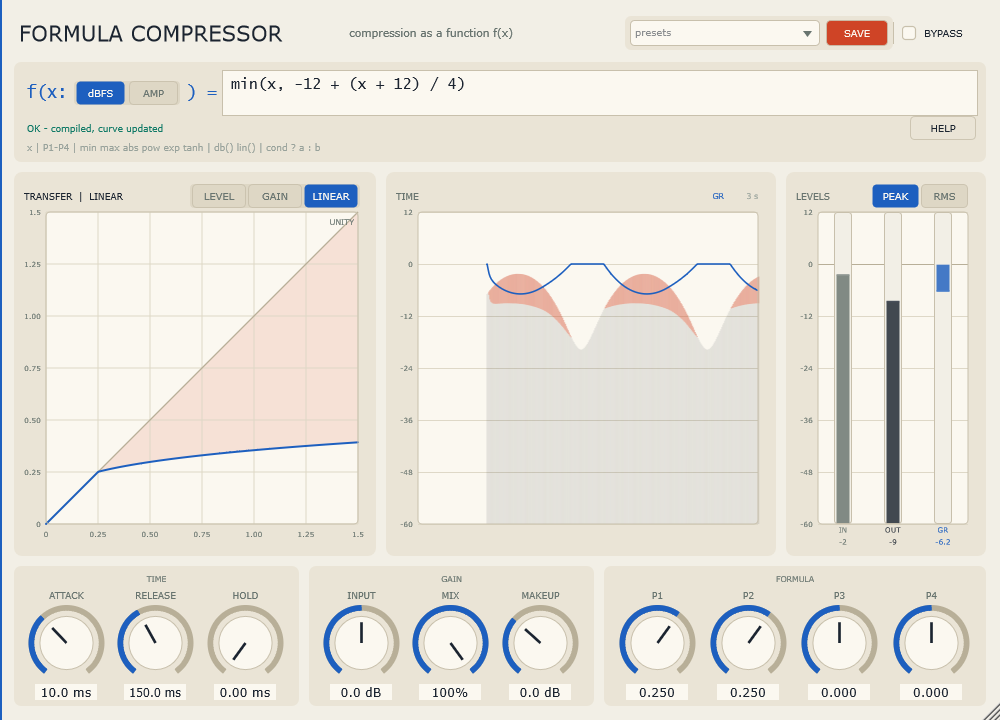 FORMULA COMPRESSOR
compression as a function f(x)
presets
SAVE
BYPASS
f(x: dBFS AMP ) = min(x, -12 + (x + 12) / 4)
OK - compiled, curve updated
HELP
x | P1-P4 | min max abs pow exp tanh | db() lin() | cond ? a : b
TRANSFER | LINEAR
LEVEL
GAIN
LINEAR
UNITY
1.5
1.25
1.00
0.75
0.50
0.25
0
0
0.25
0.50
0.75
1.00
1.25
1.5
TIME
GR
3 s
12
0
-12
-24
-36
-48
-60
LEVELS
PEAK
RMS
12
0
-12
-24
-36
-48
-60
IN
OUT
GR
-2
-9
-6.2
TIME
ATTACK
RELEASE
HOLD
10.0 ms
150.0 ms
0.00 ms
GAIN
INPUT
MIX
MAKEUP
0.0 dB
100%
0.0 dB
FORMULA
P1
P2
P3
P4
0.250
0.250
0.000
0.000